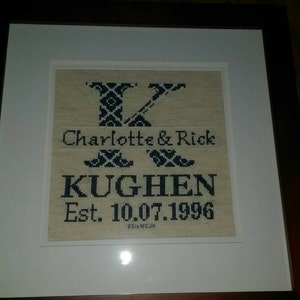 K
Charlotte & Rick
KUGHEN
Est. 10.07.1996